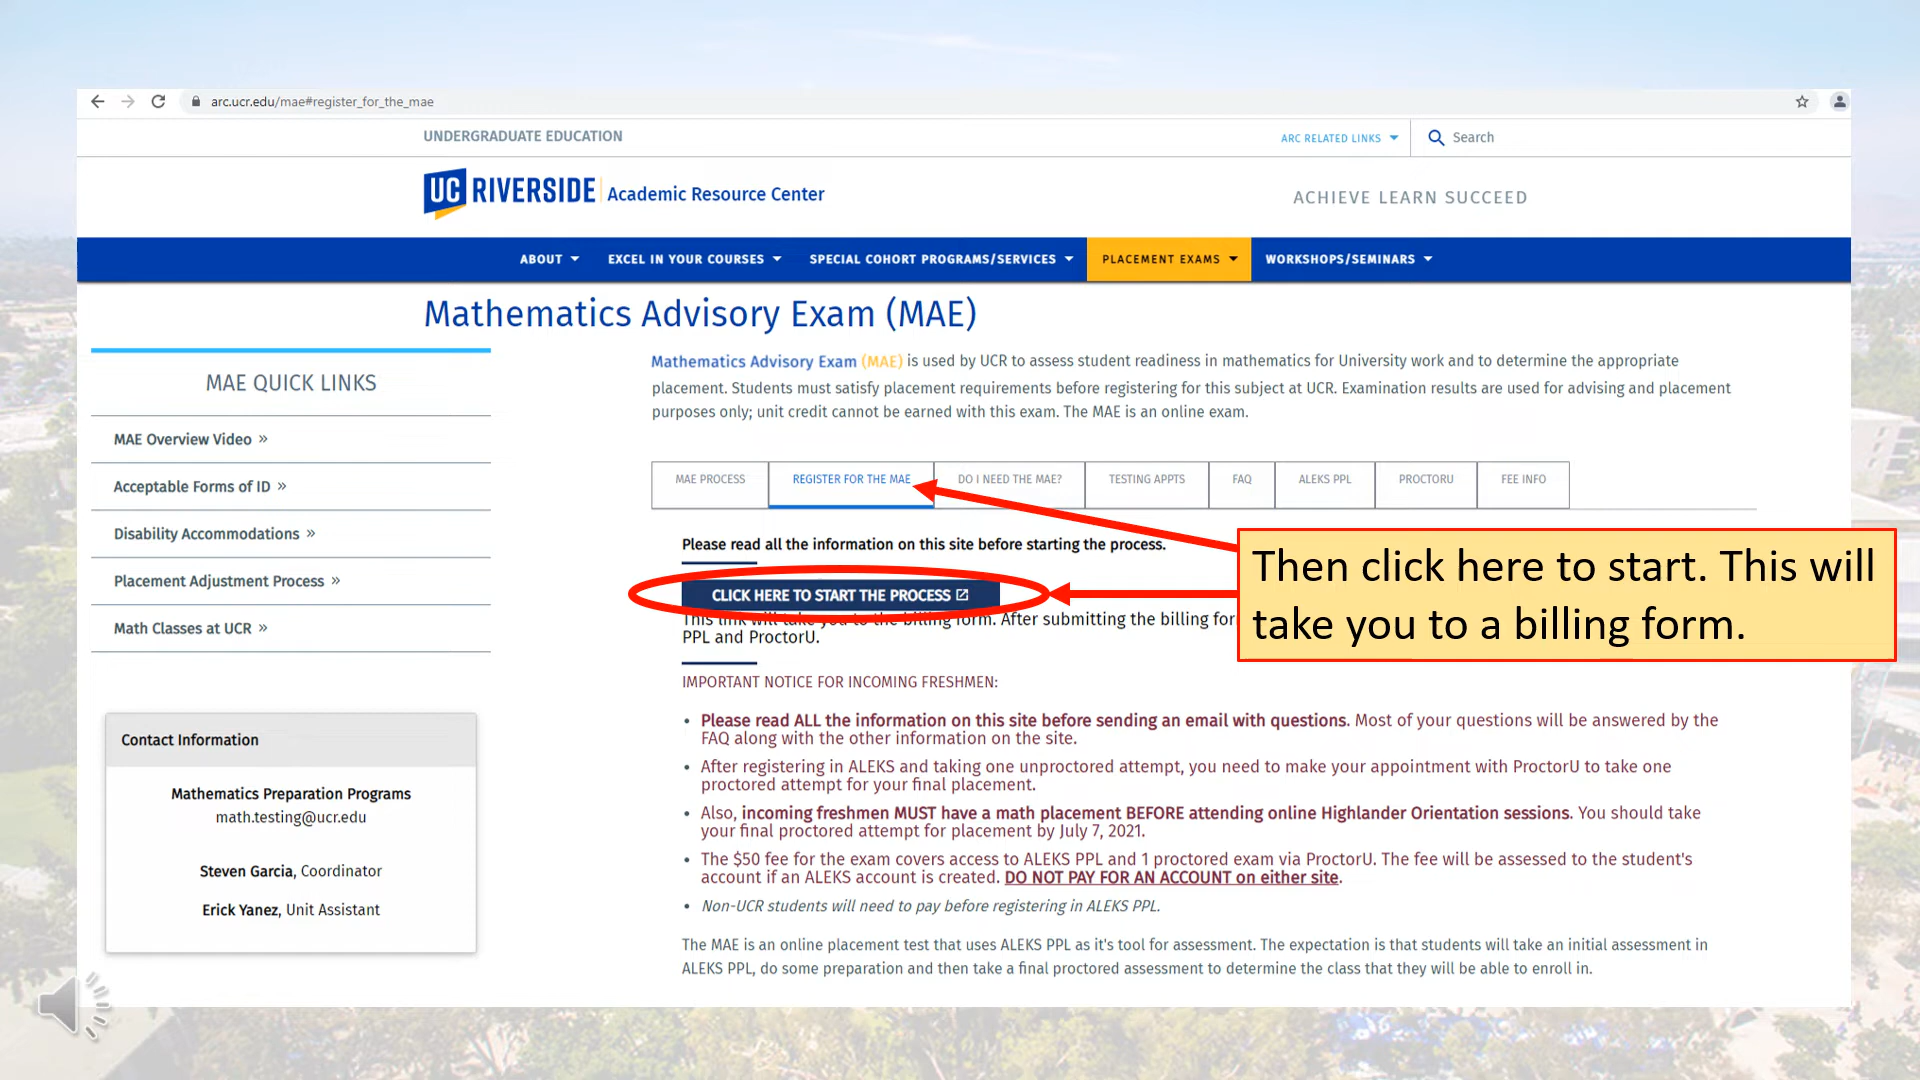 arc.ucr.edu/mae#register_for_the_mae
UNDERGRADUATE EDUCATION
ARC RELATED LINKS
Search
UC RIVERSIDE Academic Resource Center
ACHIEVE LEARN SUCCEED
ABOUT
EXCEL IN YOUR COURSES
SPECIAL COHORT PROGRAMS/SERVICES
PLACEMENT EXAMS
WORKSHOPS/SEMINARS
Mathematics Advisory Exam (MAE)
MAE QUICK LINKS
MAE Overview Video »
Acceptable Forms of ID »
Disability Accommodations »
Placement Adjustment Process »
Math Classes at UCR »
Contact Information
Mathematics Preparation Programs
math.testing@ucr.edu
Steven Garcia, Coordinator
Erick Yanez, Unit Assistant
Mathematics Advisory Exam (MAE) is used by UCR to assess student readiness in mathematics for University work and to determine the appropriate
placement. Students must satisfy placement requirements before registering for this subject at UCR. Examination results are used for advising and placement
purposes only; unit credit cannot be earned with this exam. The MAE is an online exam.
MAE PROCESS
REGISTER FOR THE MAE
DO I NEED THE MAE?
TESTING APPTS
FAQ
ALEKS PPL
PROCTORU
FEE INFO
Please read all the information on this site before starting the process.
CLICK HERE TO START THE PROCESS
This link will take you to the billing form. After submitting the billing for
PPL and ProctorU.
Then click here to start. This will
take you to a billing form.
IMPORTANT NOTICE FOR INCOMING FRESHMEN:
• Please read ALL the information on this site before sending an email with questions. Most of your questions will be answered by the
FAQ along with the other information on the site.
• After registering in ALEKS and taking one unproctored attempt, you need to make your appointment with ProctorU to take one
proctored attempt for your final placement.
• Also, incoming freshmen MUST have a math placement BEFORE attending online Highlander Orientation sessions. You should take
your final proctored attempt for placement by July 7, 2021.
• The $50 fee for the exam covers access to ALEKS PPL and 1 proctored exam via ProctorU. The fee will be assessed to the student's
account if an ALEKS account is created. DO NOT PAY FOR AN ACCOUNT on either site.
• Non-UCR students will need to pay before registering in ALEKS PPL.
The MAE is an online placement test that uses ALEKS PPL as it's tool for assessment. The expectation is that students will take an initial assessment in
ALEKS PPL, do some preparation and then take a final proctored assessment to determine the class that they will be able to enroll in.